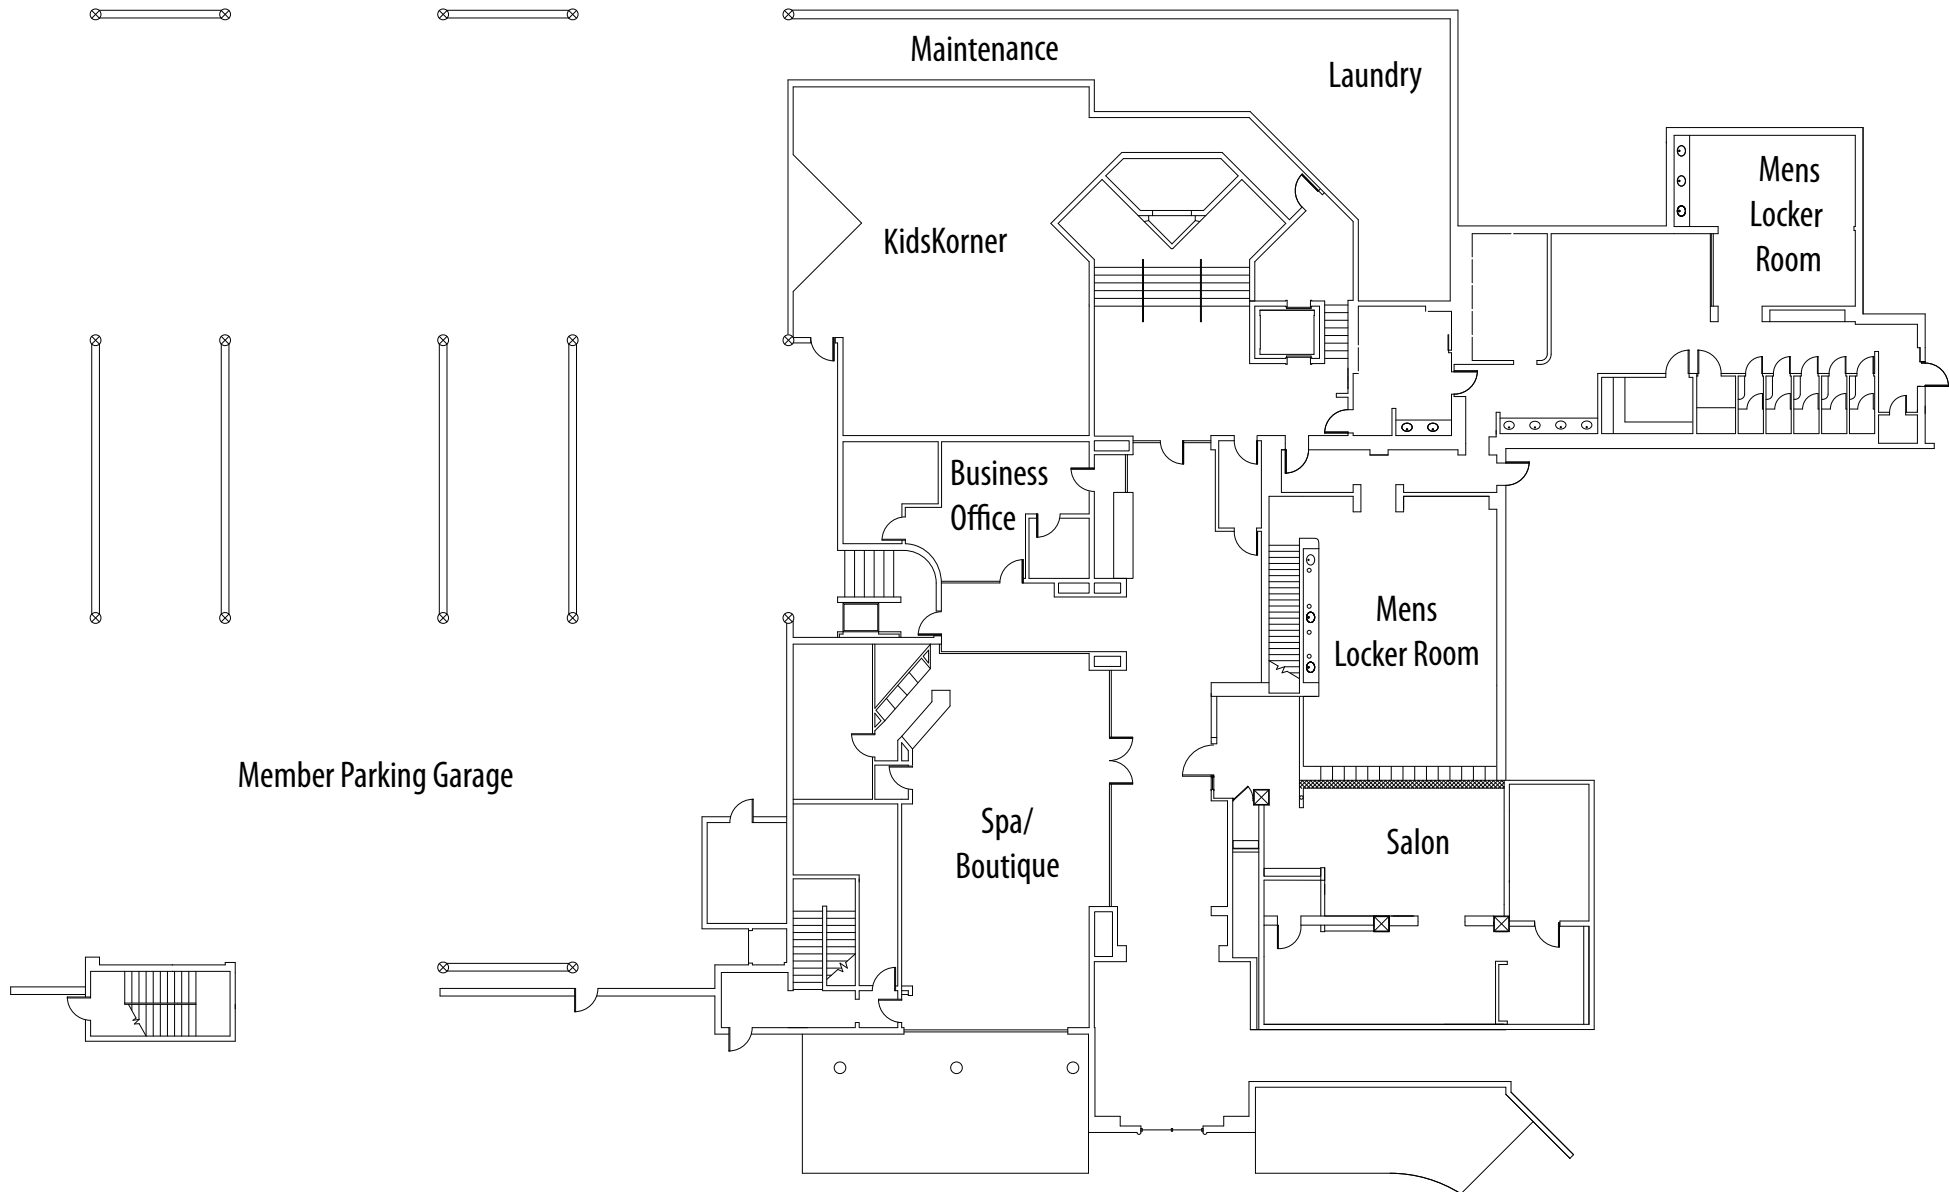 Maintenance
Laundry
Mens
Locker
Room
KidsKorner
Business
Office
Mens
Locker Room
Member Parking Garage
Spa/
Boutique
Salon